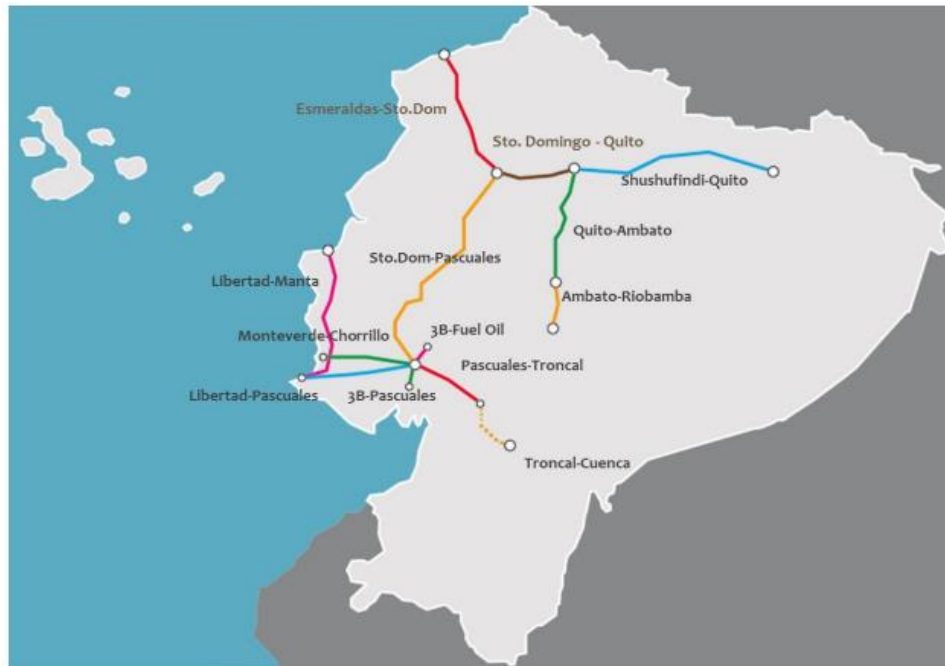 Esmeraldas-Sto.Dom
Sto. Domingo - Quito
Shushufindi-Quito
Quito-Ambato
Sto.Dom-Pascuales
Libertad-Manta
Ambato-Riobamba
3B-Fuel Oil
Monteverde-Chorrillo
Pascuales-Troncal
Libertad-Pascuales
3B-Pascuales
Troncal-Cuenca